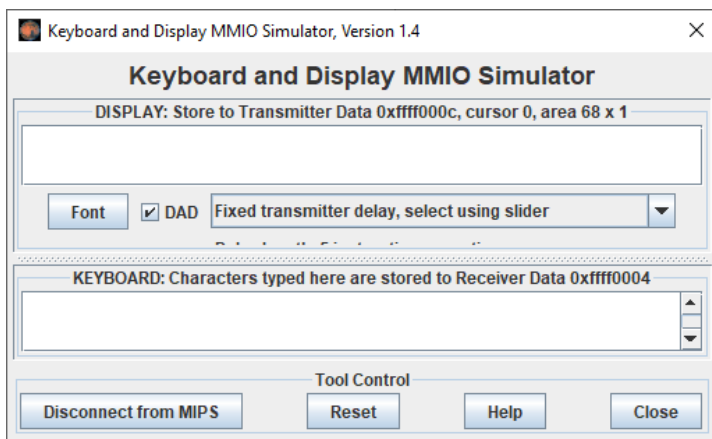 Keyboard and Display MMIO Simulator, Version 1.4
Keyboard and Display MMIO Simulator
DISPLAY: Store to Transmitter Data 0xffff000c, cursor 0, area 68 x 1
Font DAD Fixed transmitter delay, select using slider
KEYBOARD: Characters typed here are stored to Receiver Data 0xffff0004
Tool Control
Disconnect from MIPS Reset Help Close